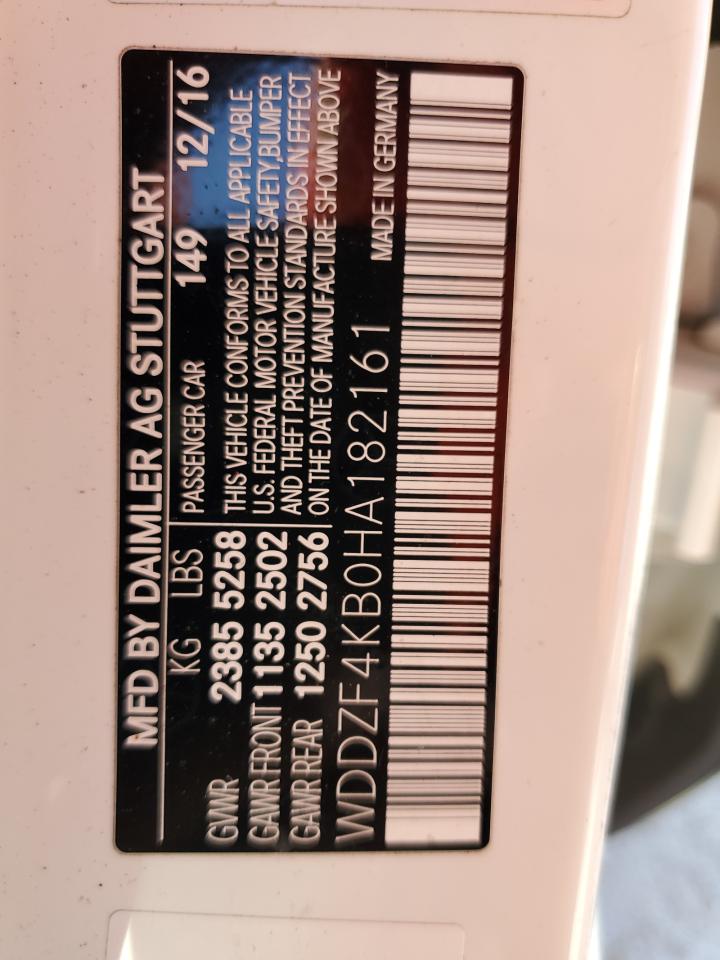 MFD BY DAIMLER AG STUTTGART
KG LBS PASSENGER CAR 149 12/16
GVWR 2385 5258 THIS VEHICLE CONFORMS TO ALL APPLICABLE
GAWR FRONT 1135 2502 U.S. FEDERAL MOTOR VEHICLE SAFETY,BUMPER
GAWR REAR 1250 2756 AND THEFT PREVENTION STANDARDS IN EFFECT
ON THE DATE OF MANUFACTURE SHOWN ABOVE
WDDZF4KB0HA182161 MADE IN GERMANY